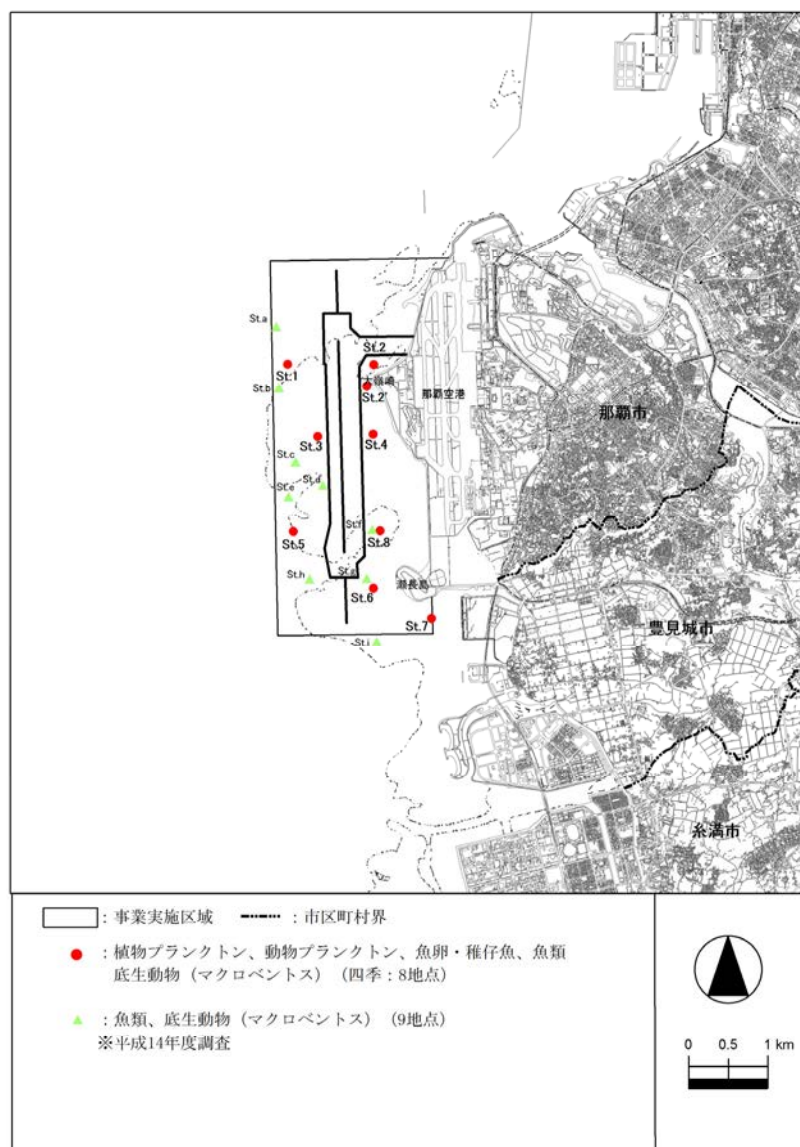 St.a
St.2
St.1
St.b
大嶺崎
St.2'
那覇空港
那覇市
St.3
St.4
St.c
St.d
St.e
St.f
St.5
St.8
St.h
St.g
St.6
瀬長島
St.7
豊見城市
St.i
糸満市
：事業実施区域
：市区町村界
：植物プランクトン、動物プランクトン、魚卵・稚仔魚、魚類
底生動物（マクロベントス）（四季：8地点）
：魚類、底生動物（マクロベントス）（9地点）
※平成14年度調査
0 0.5 1 km